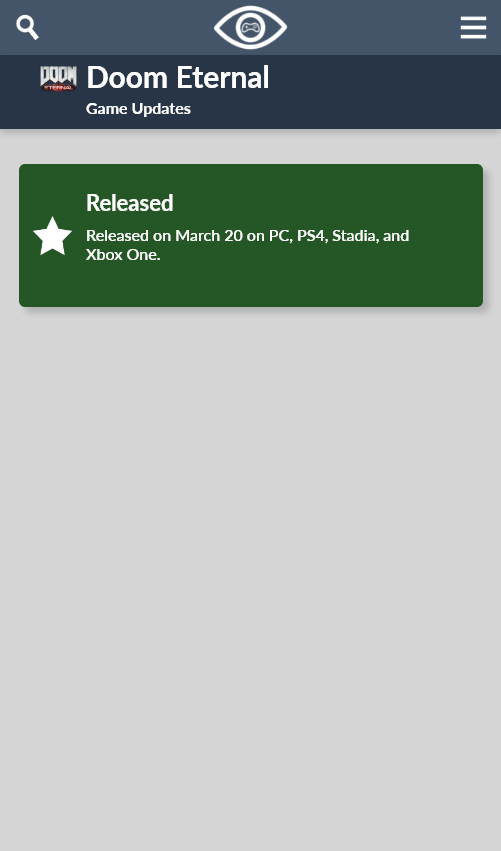 DOOM
ETERNAL
Doom Eternal
Game Updates
Released
Released on March 20 on PC, PS4, Stadia, and
Xbox One.